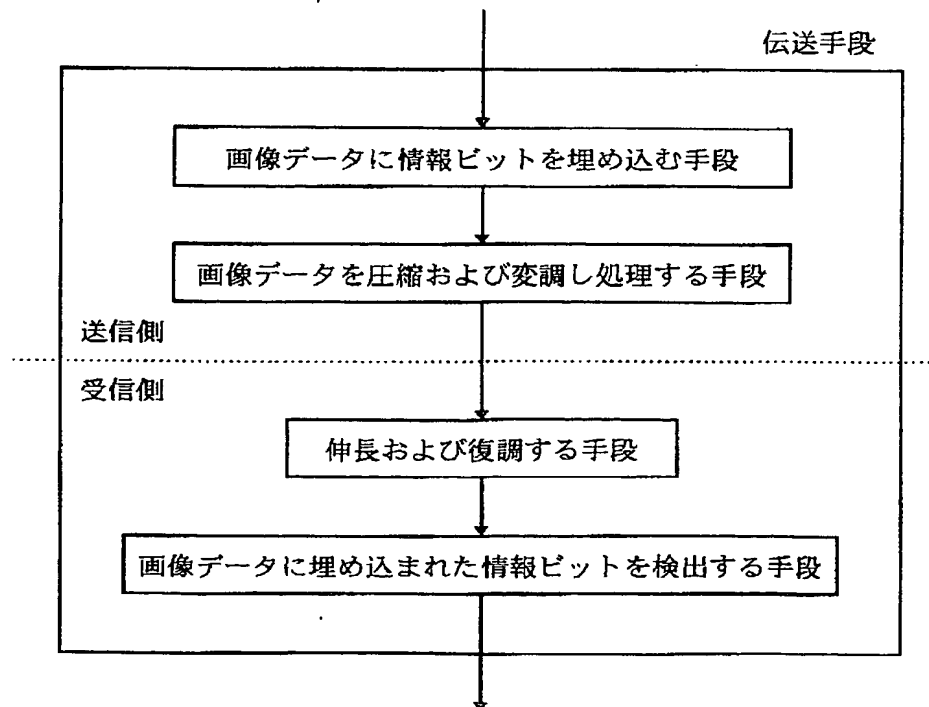 伝送手段
画像データに情報ビットを埋め込む手段
画像データを圧縮および変調し処理する手段
送信側
受信側
伸長および復調する手段
画像データに埋め込まれた情報ビットを検出する手段